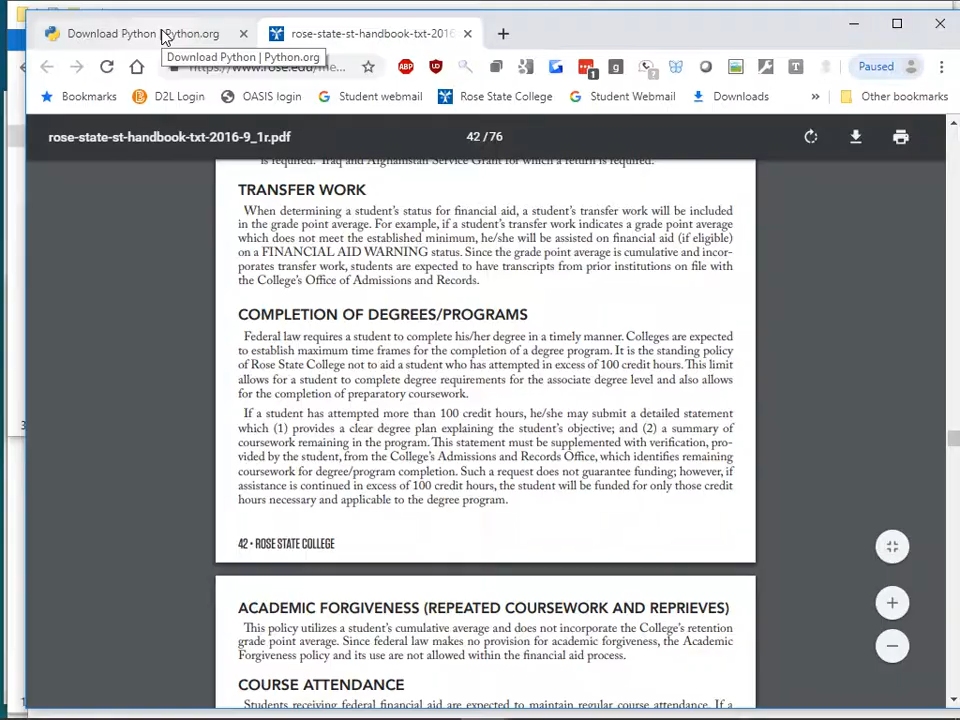 Download Python | Python.org
rose-state-st-handbook-txt-2016
Download Python | Python.org
https://www.rose.edu/me...
Paused
Bookmarks
D2L Login
OASIS login
Student webmail
Rose State College
Student Webmail
Downloads
»
Other bookmarks
rose-state-st-handbook-txt-2016-9_1r.pdf
42 / 76
is required. Iraq and Afghanistan Service Grant for which a return is required.
TRANSFER WORK
When determining a student's status for financial aid, a student's transfer work will be included
in the grade point average. For example, if a student's transfer work indicates a grade point average
which does not meet the established minimum, he/she will be assisted on financial aid (if eligible)
on a FINANCIAL AID WARNING status. Since the grade point average is cumulative and incor-
porates transfer work, students are expected to have transcripts from prior institutions on file with
the College's Office of Admissions and Records.
COMPLETION OF DEGREES/PROGRAMS
Federal law requires a student to complete his/her degree in a timely manner. Colleges are expected
to establish maximum time frames for the completion of a degree program. It is the standing policy
of Rose State College not to aid a student who has attempted in excess of 100 credit hours. This limit
allows for a student to complete degree requirements for the associate degree level and also allows
for the completion of preparatory coursework.
If a student has attempted more than 100 credit hours, he/she may submit a detailed statement
which (1) provides a clear degree plan explaining the student's objective; and (2) a summary of
coursework remaining in the program. This statement must be supplemented with verification, pro-
vided by the student, from the College's Admissions and Records Office, which identifies remaining
coursework for degree/program completion. Such a request does not guarantee funding; however, if
assistance is continued in excess of 100 credit hours, the student will be funded for only those credit
hours necessary and applicable to the degree program.
42 • ROSE STATE COLLEGE
ACADEMIC FORGIVENESS (REPEATED COURSEWORK AND REPRIEVES)
This policy utilizes a student's cumulative average and does not incorporate the College's retention
grade point average. Since federal law makes no provision for academic forgiveness, the Academic
Forgiveness policy and its use are not allowed within the financial aid process.
COURSE ATTENDANCE
Students receiving federal financial aid are expected to maintain regular course attendance. If a